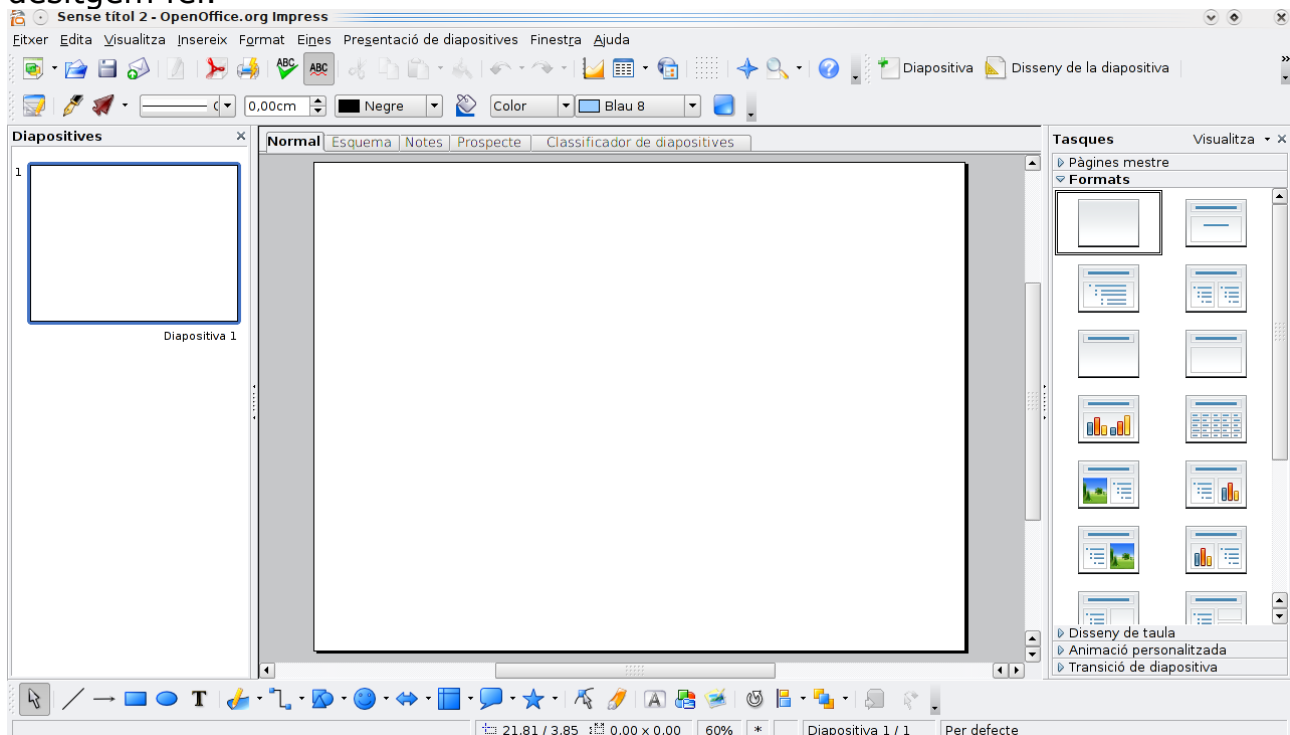 Sense títol 2 - OpenOffice.org Impress
Eitxer Edita Visualitza Insereix Format Eines Presentació de diapositives Finestra Ajuda
ABC ABC Diapositiva Disseny de la diapositiva »
0,00cm Negre Color Blau 8
Diapositives
Normal Esquema Notes Prospecte Classificador de diapositives
Tasques Visualitza
Pàgines mestre
Formats
1
Diapositiva 1
Disseny de taula
Animació personalitzada
Transició de diapositiva
T A
21,81 / 3,85 0,00 x 0,00 60% * Diapositiva 1 / 1 Per defecte